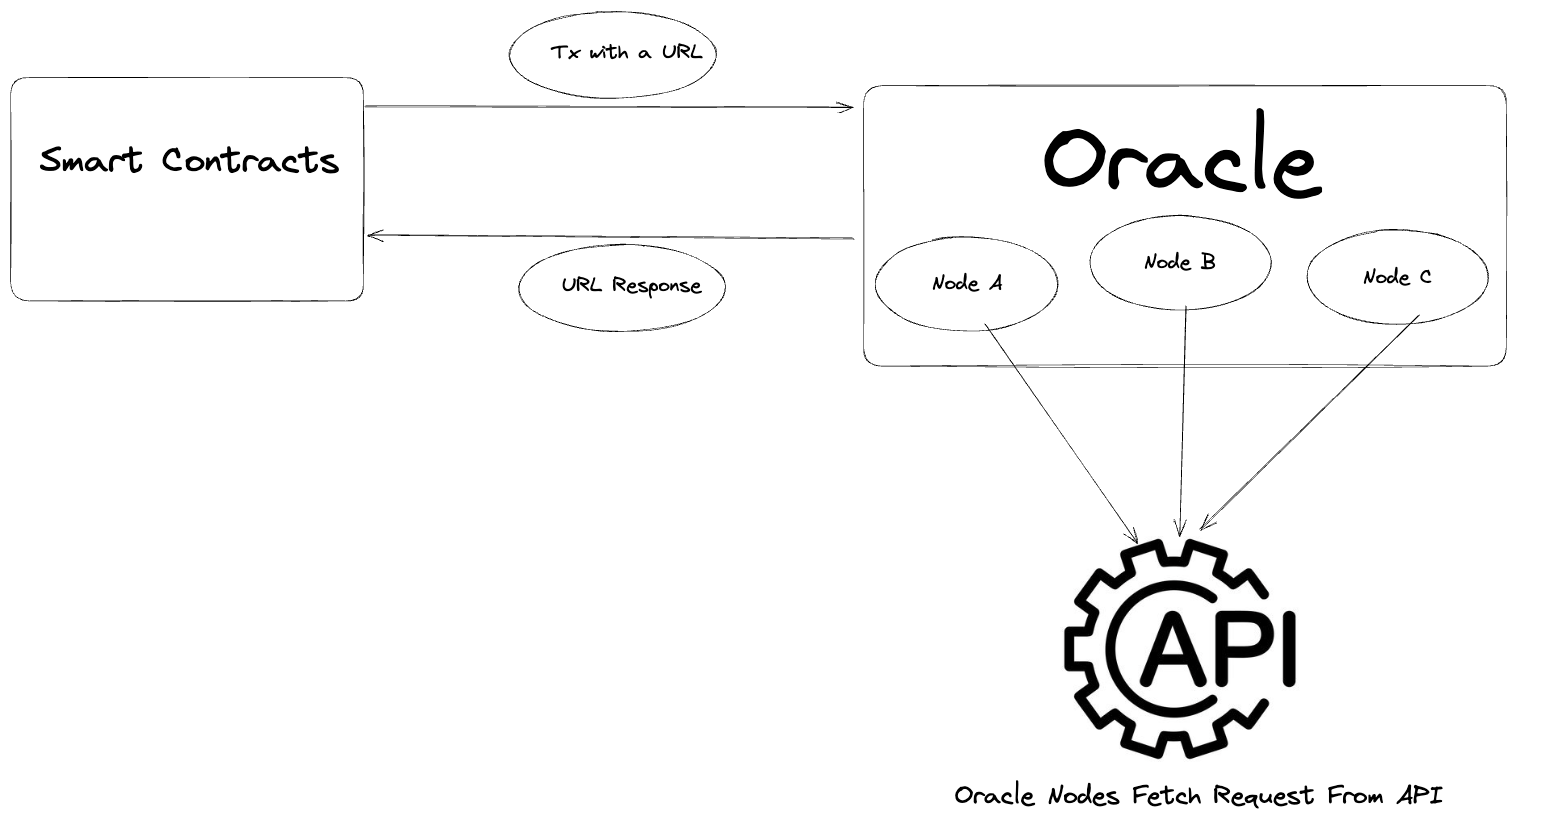 Tx with a URL
Smart Contracts
Oracle
URL Response
Node A
Node B
Node C
API
Oracle Nodes Fetch Request From API